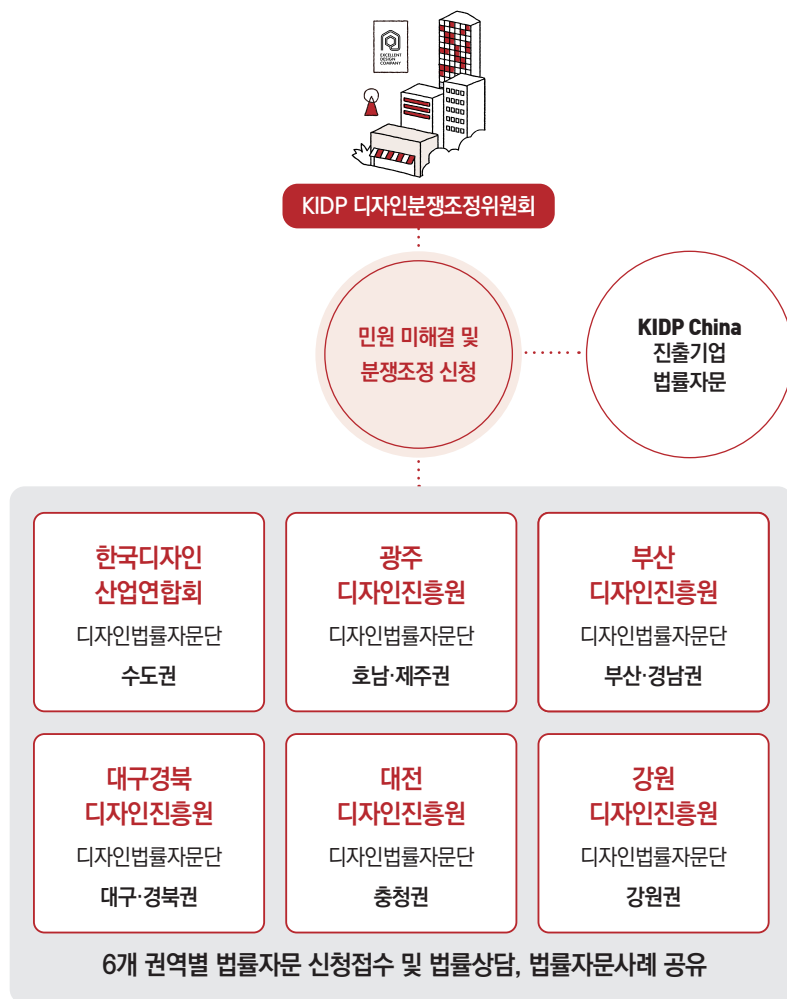 EXCELLENT
DESIGN
COMPANY
KIDP 디자인분쟁조정위원회
민원 미해결 및
분쟁조정 신청
KIDP China
진출기업
법률자문
한국디자인
산업연합회
디자인법률자문단
수도권
광주
디자인진흥원
디자인법률자문단
호남·제주권
부산
디자인진흥원
디자인법률자문단
부산·경남권
대구경북
디자인진흥원
디자인법률자문단
대구·경북권
대전
디자인진흥원
디자인법률자문단
충청권
강원
디자인진흥원
디자인법률자문단
강원권
6개 권역별 법률자문 신청접수 및 법률상담, 법률자문사례 공유